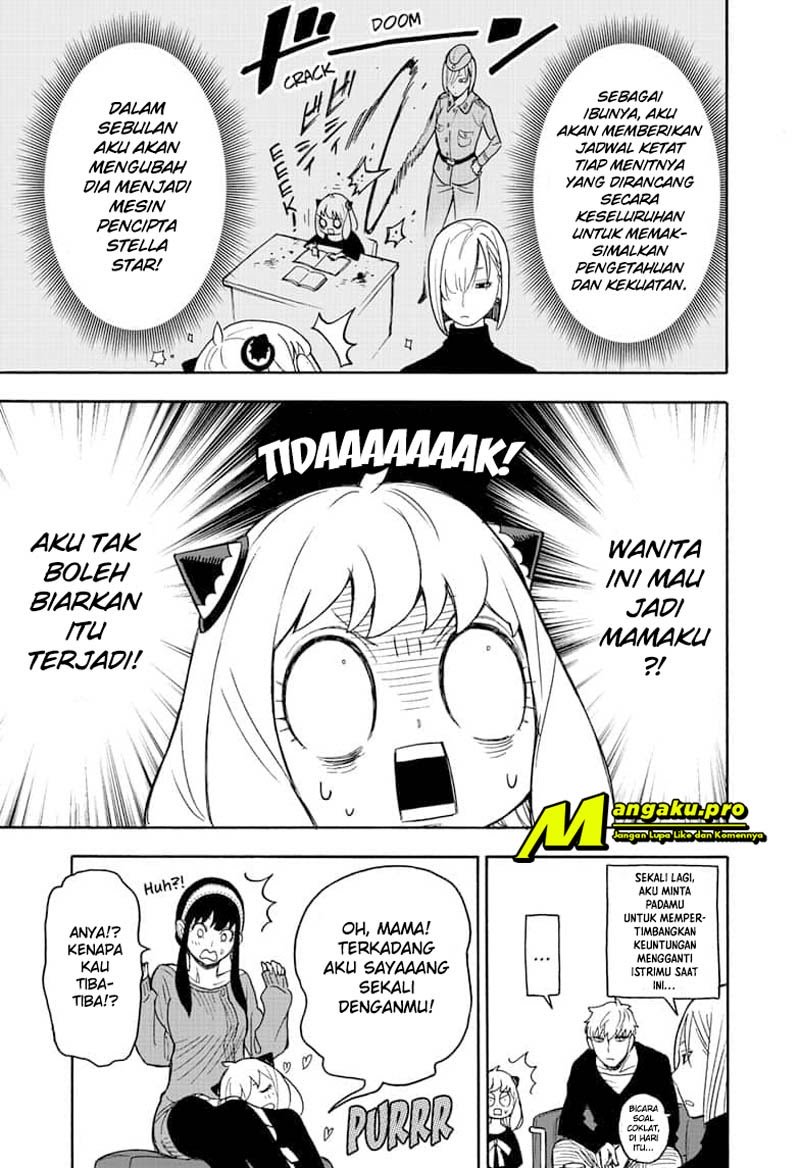 ドーン
DOOM
SEBAGAI
IBUNYA, AKU
AKAN MEMBERIKAN
JADWAL KETAT
TIAP MENITNYA
YANG DIRANCANG
SECARA
KESELURUHAN
UNTUK MEMAK-
SIMALKAN
PENGETAHUAN
DAN KEKUATAN.
CRACK
EEEEK
DALAM
SEBULAN
AKU AKAN
MENGUBAH
DIA MENJADI
MESIN
PENCIPTA
STELLA
STAR!
TIDAAAAAAAK!
WANITA
INI MAU
JADI
MAMAKU
?!
AKU TAK
BOLEH
BIARKAN
ITU
TERJADI!
Mangaku.pro
Jangan Lupa Like dan Komennya
SEKALI LAGI,
AKU MINTA
PADAMU
UNTUK MEMPER-
TIMBANGKAN
KEUNTUNGAN
MENGGANTI
ISTRIMU SAAT
INI...
...
BICARA
SOAL
COKLAT,
DI HARI
ITU...
OH, MAMA!
TERKADANG
AKU SAYAAANG
SEKALI
DENGANMU!
PURRR
Huh?!
ANYA!?
KENAPA
KAU
TIBA-
TIBA!?